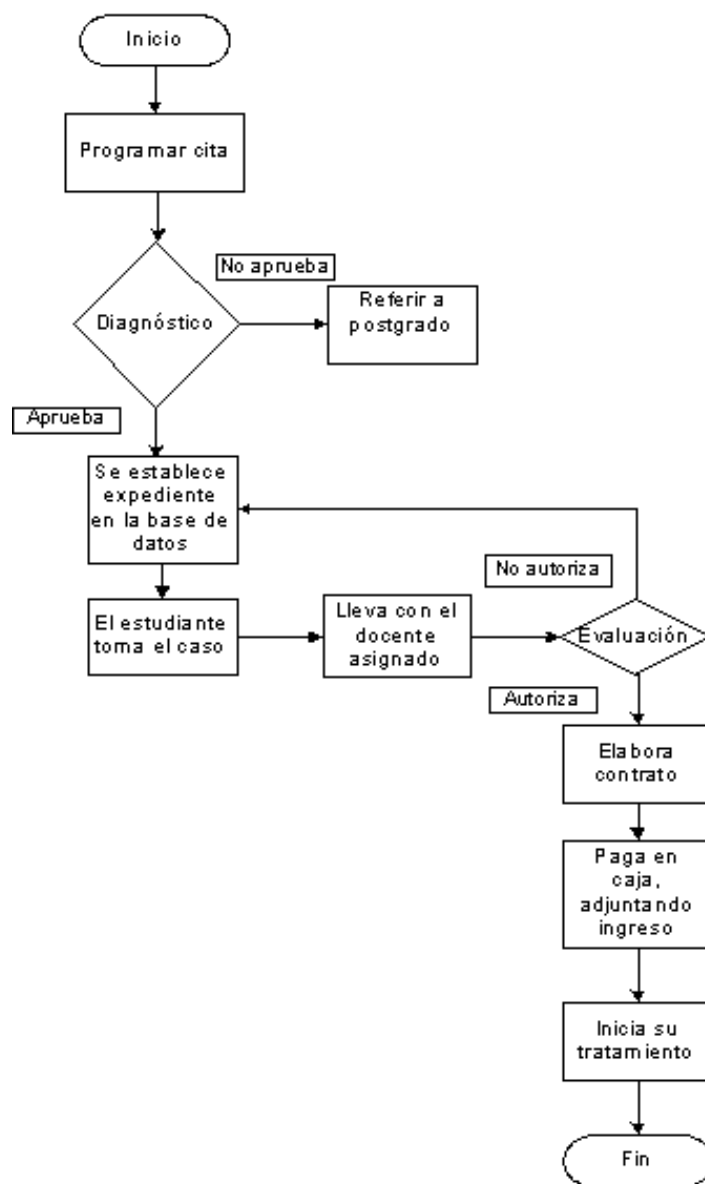 Inicio
Programar cita
No aprueba
Diagnóstico
Referir a
postgrado
Aprueba
Se establece
expediente
en la base de
datos
No autoriza
El estudiante
toma el caso
Lleva con el
docente
asignado
Evaluación
Autoriza
Elabora
contrato
Paga en
caja,
adjuntando
ingreso
Inicia su
tratamiento
Fin